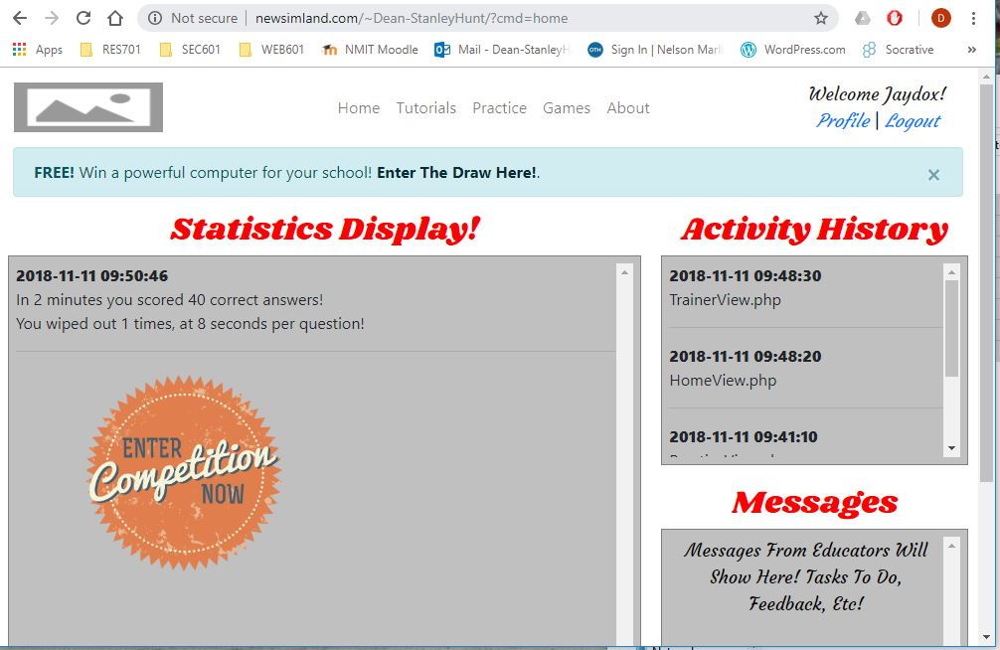 Not secure | newsimland.com/~Dean-StanleyHunt/?cmd=home
D
Apps RES701 SEC601 WEB601 NMIT Moodle Mail - Dean-StanleyH Sign In | Nelson Marl WordPress.com Socrative »
Home Tutorials Practice Games About
Welcome Jaydox!
Profile | Logout
FREE! Win a powerful computer for your school! Enter The Draw Here!. ×
Statistics Display!
2018-11-11 09:50:46
In 2 minutes you scored 40 correct answers!
You wiped out 1 times, at 8 seconds per question!
ENTER
Competition
NOW
Activity History
2018-11-11 09:48:30
TrainerView.php
2018-11-11 09:48:20
HomeView.php
2018-11-11 09:41:10
Messages
Messages From Educators Will
Show Here! Tasks To Do,
Feedback, Etc!